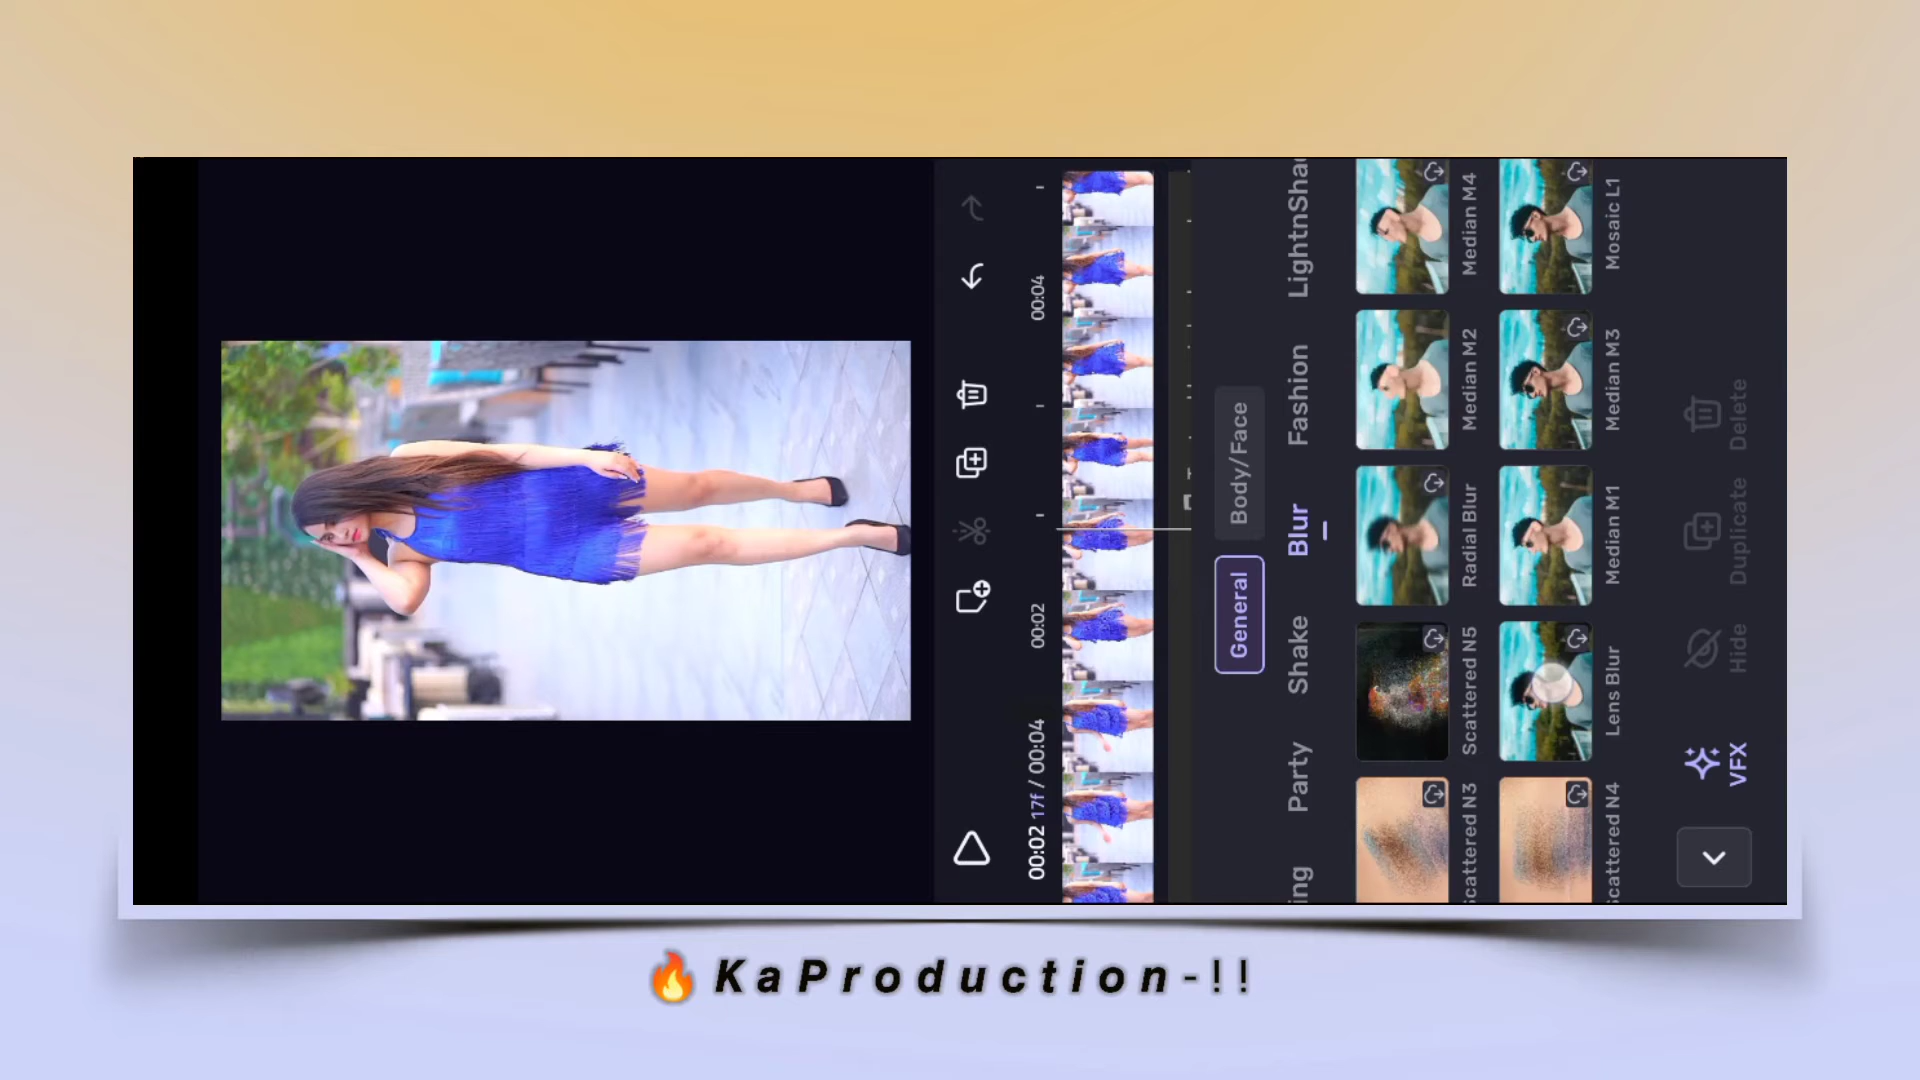 00:02 17f / 00:04
00:02
00:04
General
Body/Face
ing
Party
Shake
Blur
Fashion
LightnSha
Scattered N3
Scattered N5
Radial Blur
Median M2
Median M4
Scattered N4
Lens Blur
Median M1
Median M3
Mosaic L1
VFX
Hide
Duplicate
Delete
🔥KaProduction-!!